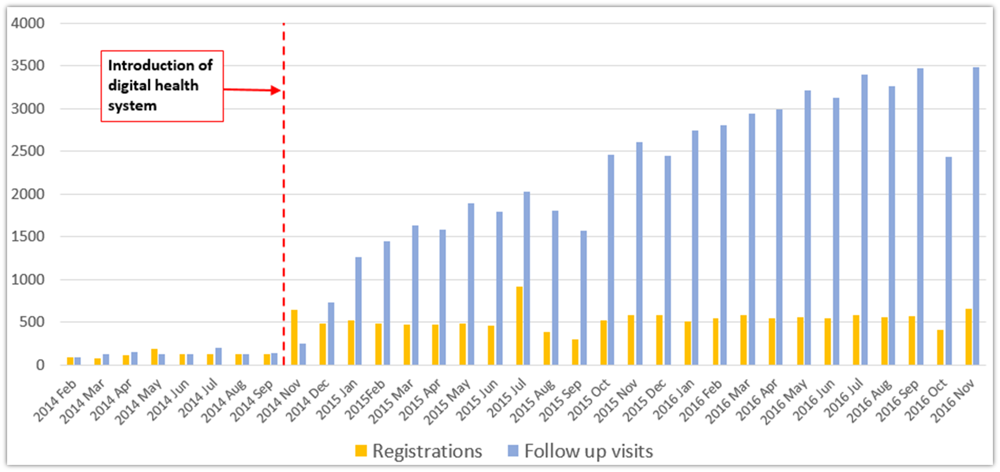 4000
3500
3000
2500
2000
1500
1000
500
0
Introduction of
digital health
system
2014 Feb
2014 Mar
2014 Apr
2014 May
2014 Jun
2014 Jul
2014 Aug
2014 Sep
2014 Nov
2014 Dec
2015 Jan
2015Feb
2015 Mar
2015 Apr
2015 May
2015 Jun
2015 Jul
2015 Aug
2015 Sep
2015 Oct
2015 Nov
2015 Dec
2016 Jan
2016 Feb
2016 Mar
2016 Apr
2016 May
2016 Jun
2016 Jul
2016 Aug
2016 Sep
2016 Oct
2016 Nov
Registrations
Follow up visits